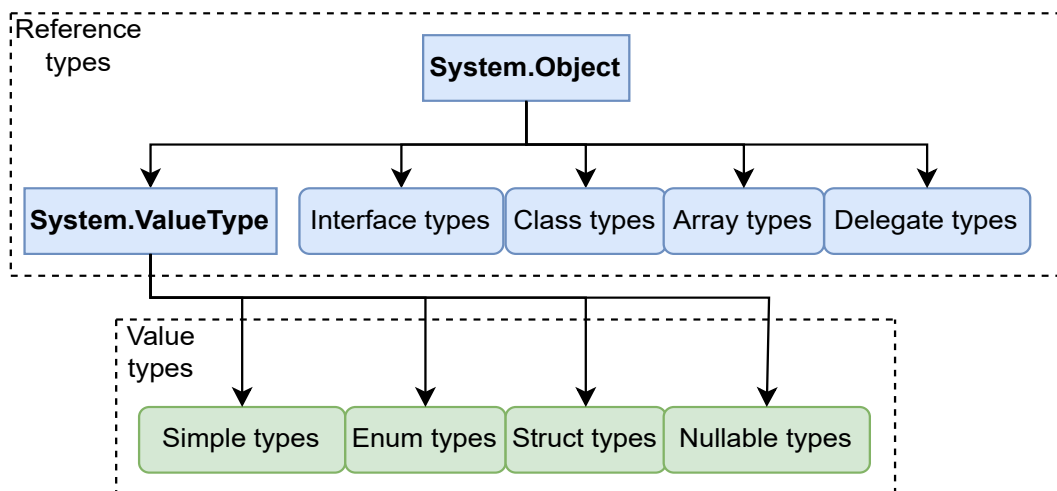 Reference
types
System.Object
System.ValueType
Interface types
Class types
Array types
Delegate types
Value
types
Simple types
Enum types
Struct types
Nullable types